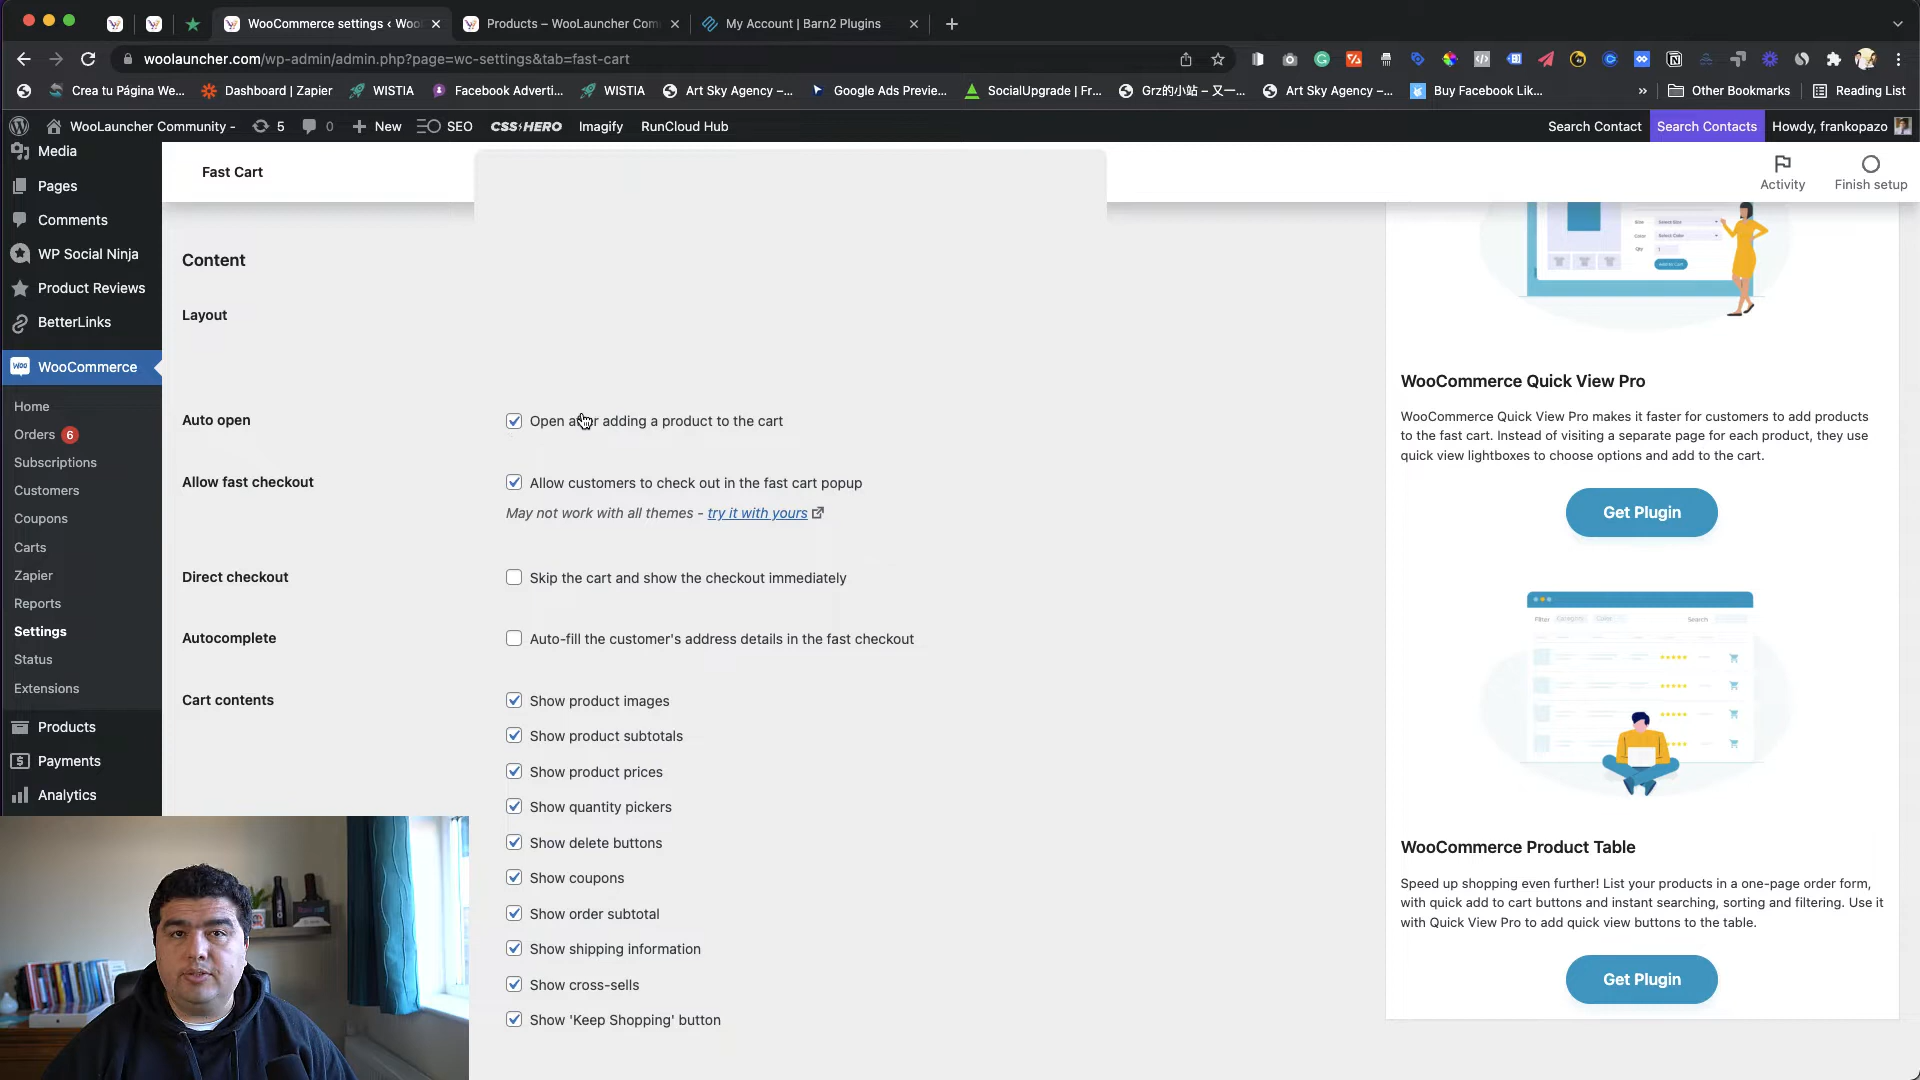 WooCommerce settings ‹ Woo
Products – WooLauncher Com
My Account | Barn2 Plugins
woolauncher.com/wp-admin/admin.php?page=wc-settings&tab=fast-cart
Crea tu Página We...
Dashboard | Zapier
WISTIA
Facebook Adverti...
WISTIA
Art Sky Agency –...
Google Ads Previe...
SocialUpgrade | Fr...
Grz的小站 – 又一...
Art Sky Agency –...
Buy Facebook Lik...
»
Other Bookmarks
Reading List
WooLauncher Community -
5
0
New
SEO
CSS HERO
Imagify
RunCloud Hub
Search Contact
Search Contacts
Howdy, frankopazo
Media
Pages
Comments
WP Social Ninja
Product Reviews
BetterLinks
WooCommerce
Home
Orders 6
Subscriptions
Customers
Coupons
Carts
Zapier
Reports
Settings
Status
Extensions
Products
Payments
Analytics
Fast Cart
Activity
Finish setup
Content
Layout
Auto open
Open after adding a product to the cart
Allow fast checkout
Allow customers to check out in the fast cart popup
May not work with all themes - try it with yours
Direct checkout
Skip the cart and show the checkout immediately
Autocomplete
Auto-fill the customer's address details in the fast checkout
Cart contents
Show product images
Show product subtotals
Show product prices
Show quantity pickers
Show delete buttons
Show coupons
Show order subtotal
Show shipping information
Show cross-sells
Show 'Keep Shopping' button
WooCommerce Quick View Pro
WooCommerce Quick View Pro makes it faster for customers to add products
to the fast cart. Instead of visiting a separate page for each product, they use
quick view lightboxes to choose options and add to the cart.
Get Plugin
Filter
Category
Color
Search
WooCommerce Product Table
Speed up shopping even further! List your products in a one-page order form,
with quick add to cart buttons and instant searching, sorting and filtering. Use it
with Quick View Pro to add quick view buttons to the table.
Get Plugin